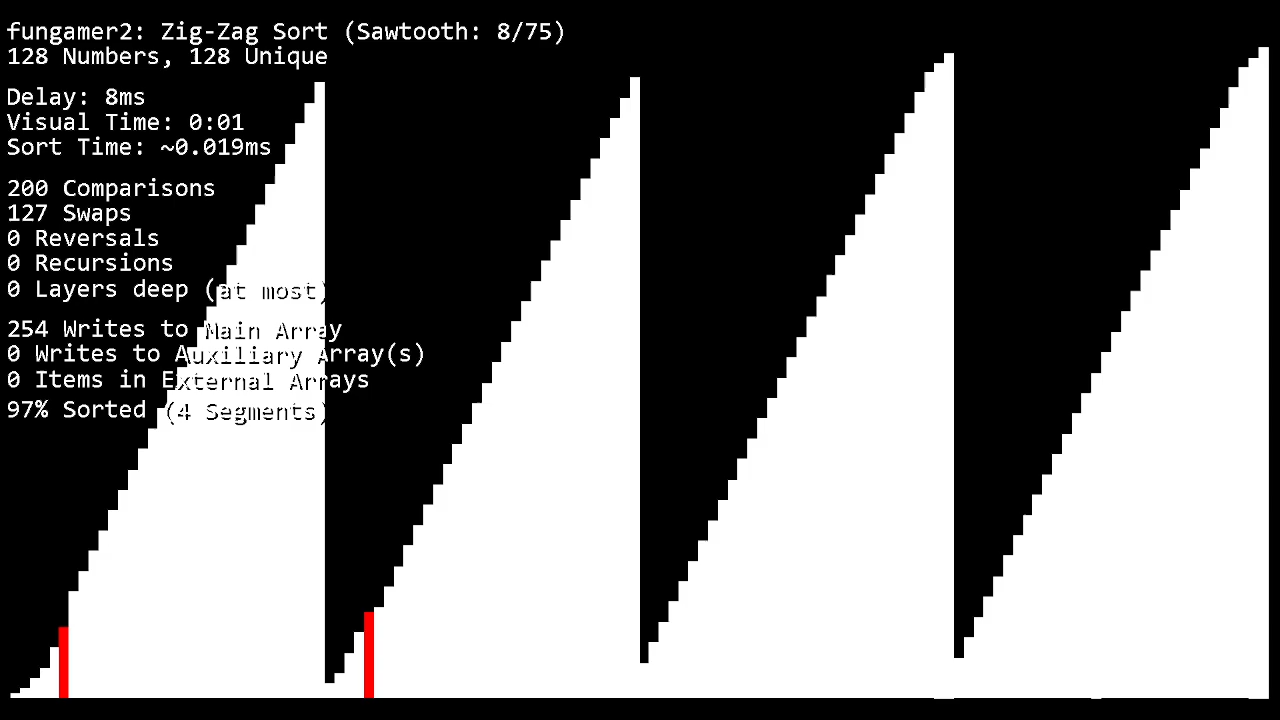 fungamer2: Zig-Zag Sort (Sawtooth: 8/75)
128 Numbers, 128 Unique
Delay: 8ms
Visual Time: 0:01
Sort Time: ~0.019ms
200 Comparisons
127 Swaps
0 Reversals
0 Recursions
0 Layers deep (at most)
254 Writes to Main Array
0 Writes to Auxiliary Array(s)
0 Items in External Arrays
97% Sorted (4 Segments)